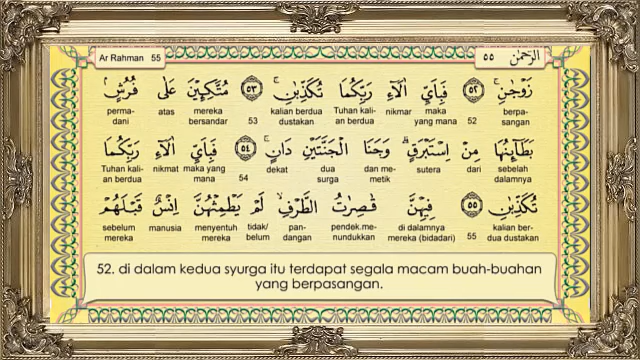 Ar Rahman 55
٥٥ الرحمن
زَوْجٰنِۚ ۝٥٢ فَبِاَيِّ اٰلَاۤءِ رَبِّكُمَا تُكَذِّبٰنِۚ ۝٥٣ مُتَّكِـِٕيْنَ عَلٰى فُرُشٍۢ
berpasangan 52 maka yang mana nikmar Tuhan kalian berdua kalian berdua dustakan 53 mereka bersandar atas permadani
بَطَاۤىِٕنُهَا مِنْ اِسْتَبْرَقٍۗ وَجَنَا الْجَنَّتَيْنِ دَانٍۚ ۝٥٤ فَبِاَيِّ اٰلَاۤءِ رَبِّكُمَا
sebelah dalamnya dari sutera dan memetik dua surga dekat 54 maka yang mana nikmat Tuhan kalian berdua
تُكَذِّبٰنِ ۝٥٥ فِيْهِنَّ قٰصِرٰتُ الطَّرْفِۙ لَمْ يَطْمِثْهُنَّ اِنْسٌ قَبْلَهُمْ
kalian berdua dustakan 55 di dalamnya mereka (bidadari) pendek.menundukkan pandangan tidak/belum menyentuh mereka manusia sebelum mereka
52. di dalam kedua syurga itu terdapat segala macam buah-buahan
yang berpasangan.